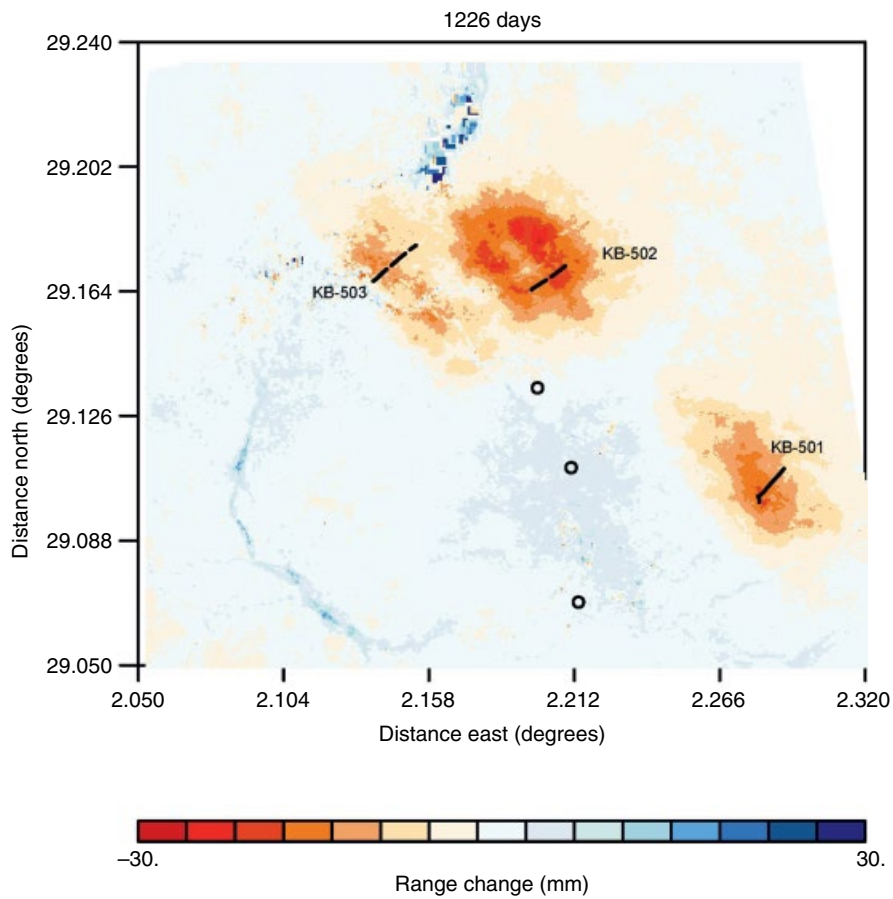 1226 days
29.240
29.202
KB-502
29.164
KB-503
Distance north (degrees)
29.126
KB-501
29.088
29.050
2.050 2.104 2.158 2.212 2.266 2.320
Distance east (degrees)
–30. 30.
Range change (mm)